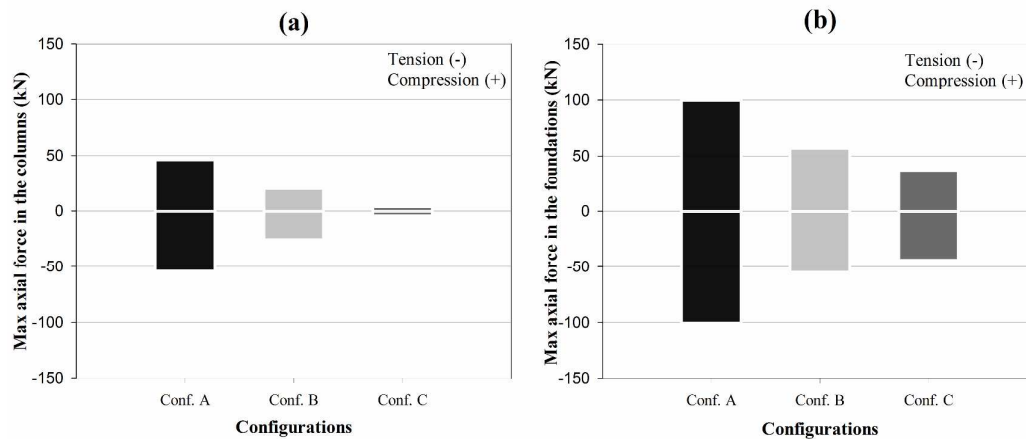 (a)
Max axial force in the columns (kN)
150
100
50
0
-50
-100
-150
Tension (-)
Compression (+)
Conf. A
Conf. B
Conf. C
Configurations
(b)
Max axial force in the foundations (kN)
150
100
50
0
-50
-100
-150
Tension (-)
Compression (+)
Conf. A
Conf. B
Conf. C
Configurations